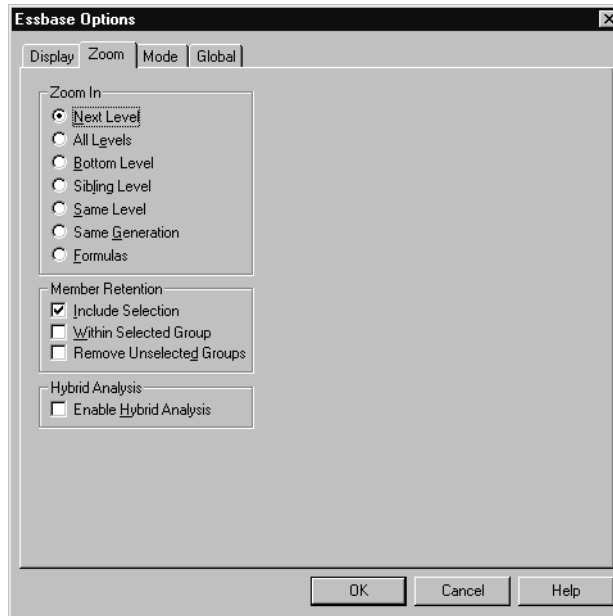 Essbase Options
Display Zoom Mode Global
Zoom In
Next Level
All Levels
Bottom Level
Sibling Level
Same Level
Same Generation
Formulas
Member Retention
Include Selection
Within Selected Group
Remove Unselected Groups
Hybrid Analysis
Enable Hybrid Analysis
OK Cancel Help